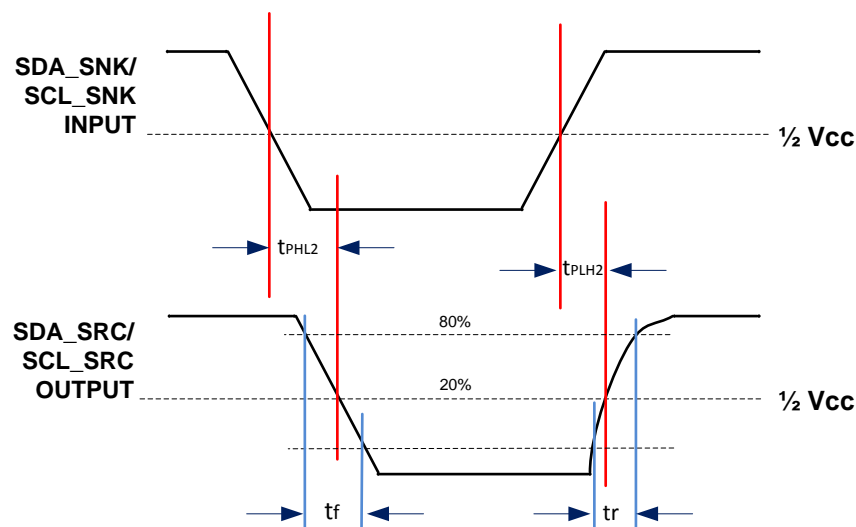 SDA_SNK/
SCL_SNK
INPUT
½ Vcc
tPHL2
tPLH2
SDA_SRC/
SCL_SRC
OUTPUT
80%
20%
½ Vcc
tf
tr